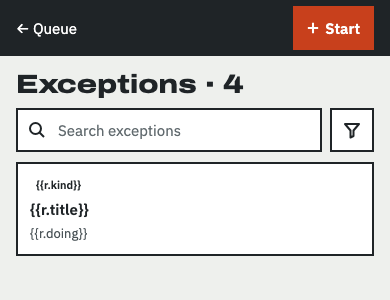 ← Queue
+ Start
Exceptions · 4
Search exceptions
{{r.kind}}
{{r.title}}
{{r.doing}}